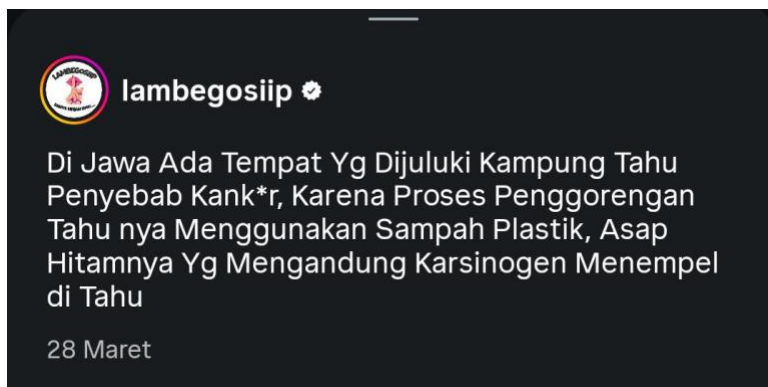 lambegosiip
Di Jawa Ada Tempat Yg Dijuluki Kampung Tahu
Penyebab Kank*r, Karena Proses Penggorengan
Tahu nya Menggunakan Sampah Plastik, Asap
Hitamnya Yg Mengandung Karsinogen Menempel
di Tahu
28 Maret